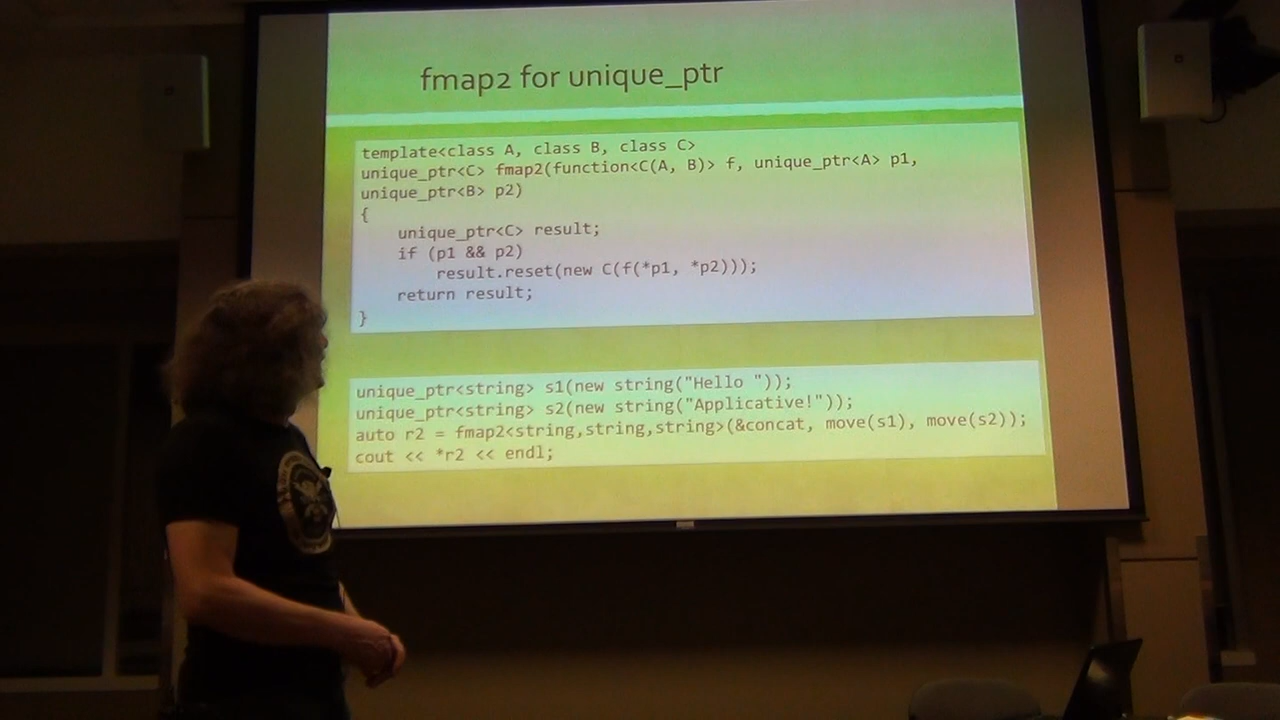 fmap2 for unique_ptr
template<class A, class B, class C>
unique_ptr<C> fmap2(function<C(A, B)> f, unique_ptr<A> p1,
unique_ptr<B> p2)
{
    unique_ptr<C> result;
    if (p1 && p2)
        result.reset(new C(f(*p1, *p2)));
    return result;
}
unique_ptr<string> s1(new string("Hello "));
unique_ptr<string> s2(new string("Applicative!"));
auto r2 = fmap2<string,string,string>(&concat, move(s1), move(s2));
cout << *r2 << endl;